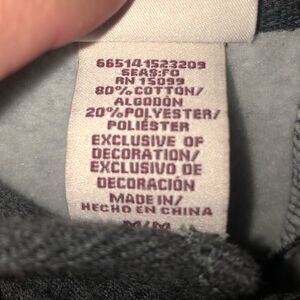 665141523209
SEAS:FO
RN 15099
80% COTTON/
ALGODÓN
20% POLYESTER/
POLIÉSTER
EXCLUSIVE OF
DECORATION/
EXCLUSIVO DE
DECORACIÓN
MADE IN/
HECHO EN CHINA
M/M